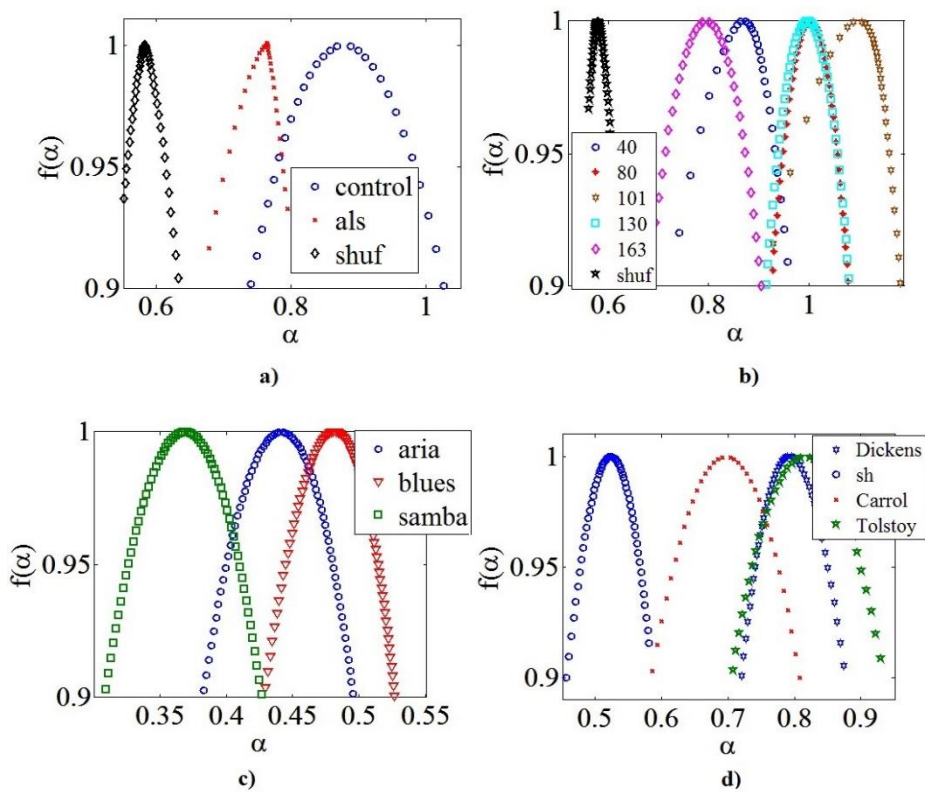 1
0.95
0.9
f(α)
0.6
0.8
1
α
control
als
shuf
a)
1
0.95
0.9
f(α)
0.6
0.8
1
α
40
80
101
130
163
shuf
b)
1
0.95
0.9
f(α)
0.35
0.4
0.45
0.5
0.55
α
aria
blues
samba
c)
1
0.95
0.9
f(α)
0.5
0.6
0.7
0.8
0.9
α
Dickens
sh
Carrol
Tolstoy
d)